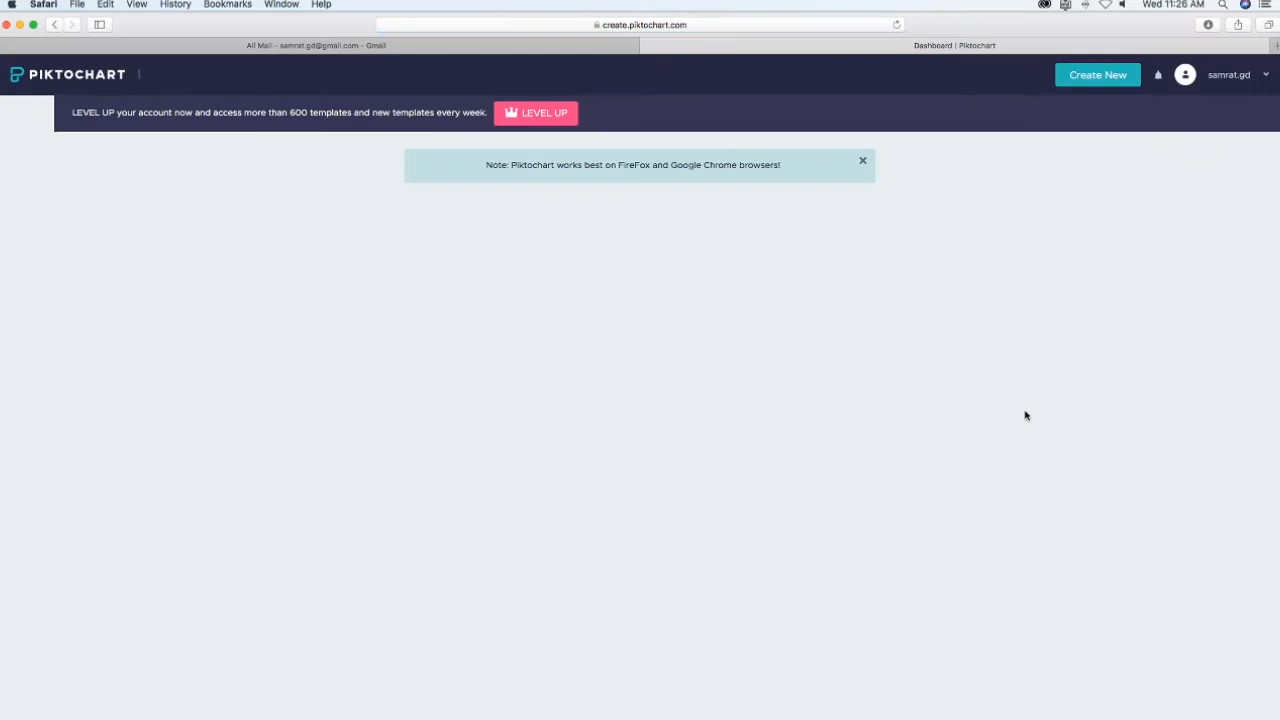 Safari File Edit View History Bookmarks Window Help Wed 11:26 AM
create.piktochart.com
All Mail - samrat.gd@gmail.com - Gmail Dashboard | Piktochart
PIKTOCHART Create New samrat.gd
LEVEL UP your account now and access more than 600 templates and new templates every week. LEVEL UP
Note: Piktochart works best on FireFox and Google Chrome browsers!